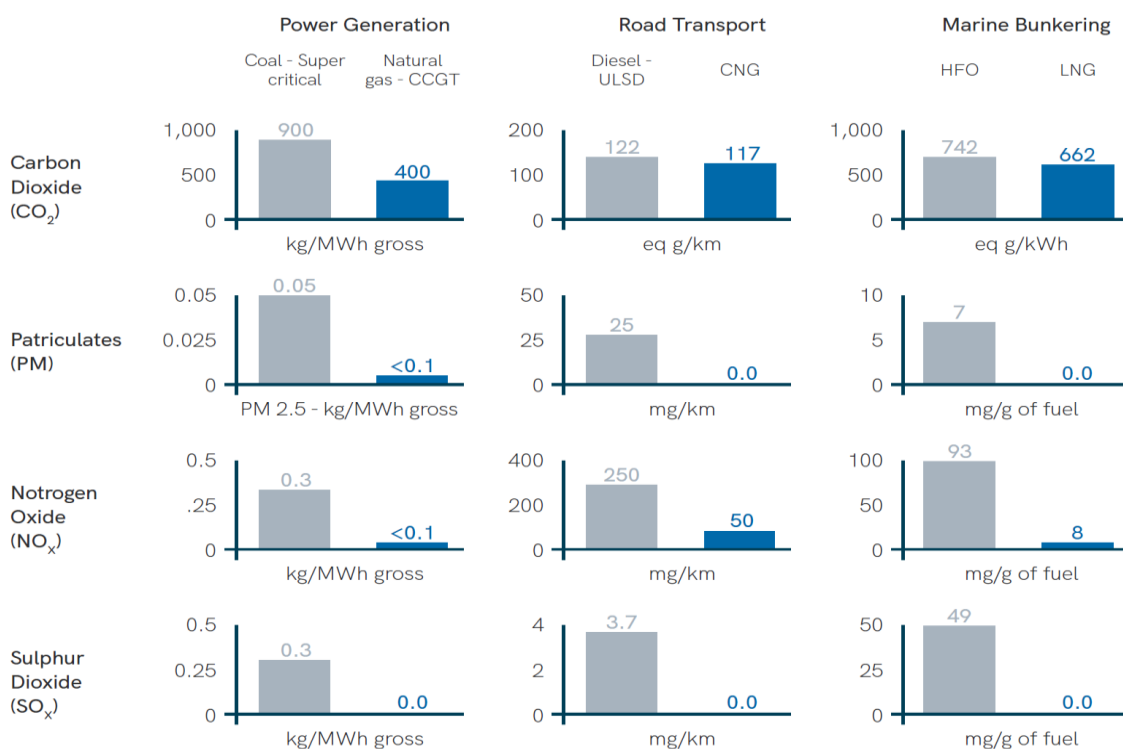 Power Generation
Road Transport
Marine Bunkering
Coal - Super
critical
Natural
gas - CCGT
Diesel -
ULSD
CNG
HFO
LNG
Carbon
Dioxide
(CO₂)
1,000
500
0
900
400
kg/MWh gross
200
100
0
122
117
eq g/km
1,000
500
0
742
662
eq g/kWh
Patriculates
(PM)
0.05
0.025
0
0.05
<0.1
PM 2.5 - kg/MWh gross
50
25
0
25
0.0
mg/km
10
5
0
7
0.0
mg/g of fuel
Notrogen
Oxide
(NOₓ)
0.5
.25
0
0.3
<0.1
kg/MWh gross
400
200
0
250
50
mg/km
100
50
0
93
8
mg/g of fuel
Sulphur
Dioxide
(SOₓ)
0.5
0.25
0
0.3
0.0
kg/MWh gross
4
2
0
3.7
0.0
mg/km
50
25
0
49
0.0
mg/g of fuel